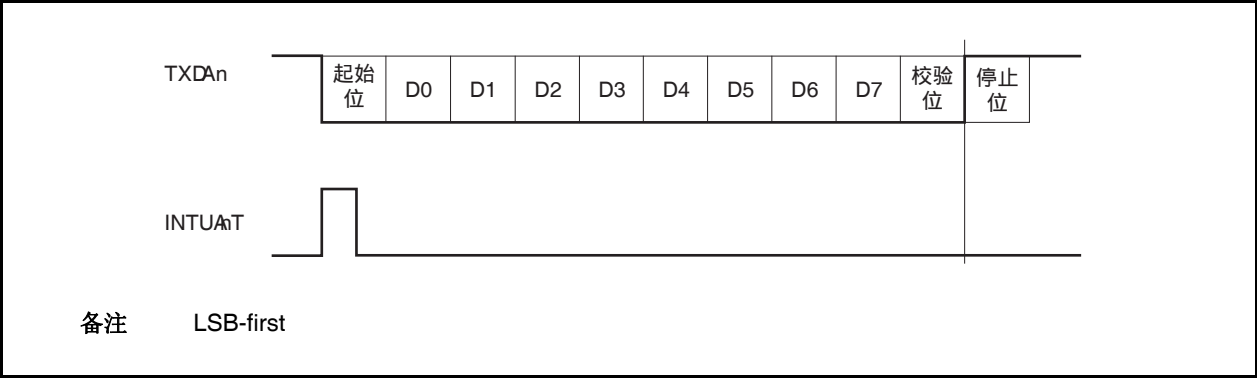 TXDAn
起始位 D0 D1 D2 D3 D4 D5 D6 D7 校验位 停止位
INTUAnT
备注 LSB-first